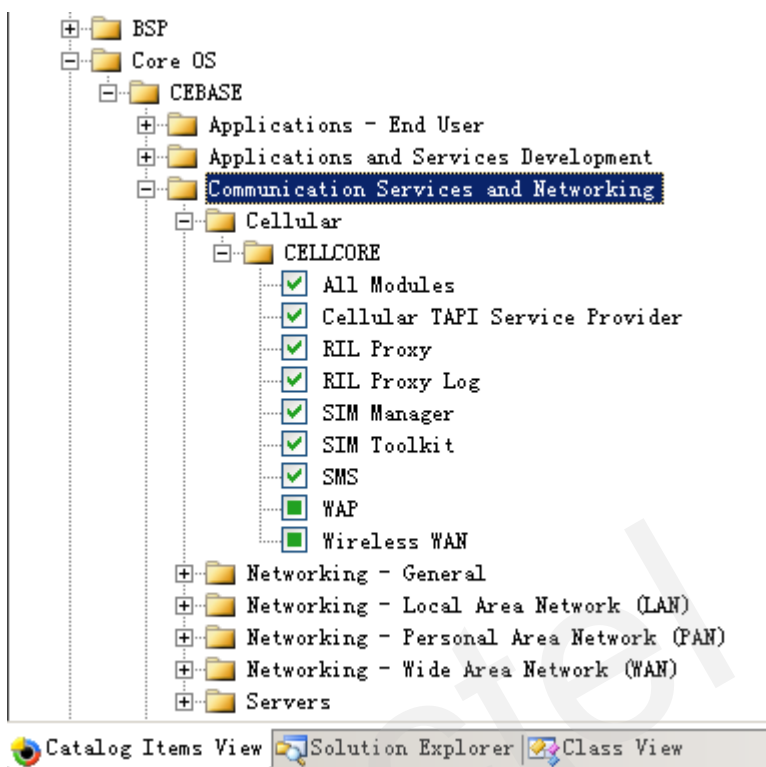 BSP
Core OS
CEBASE
Applications - End User
Applications and Services Development
Communication Services and Networking
Cellular
CELLCORE
All Modules
Cellular TAPI Service Provider
RIL Proxy
RIL Proxy Log
SIM Manager
SIM Toolkit
SMS
WAP
Wireless WAN
Networking - General
Networking - Local Area Network (LAN)
Networking - Personal Area Network (PAN)
Networking - Wide Area Network (WAN)
Servers
Catalog Items View Solution Explorer Class View